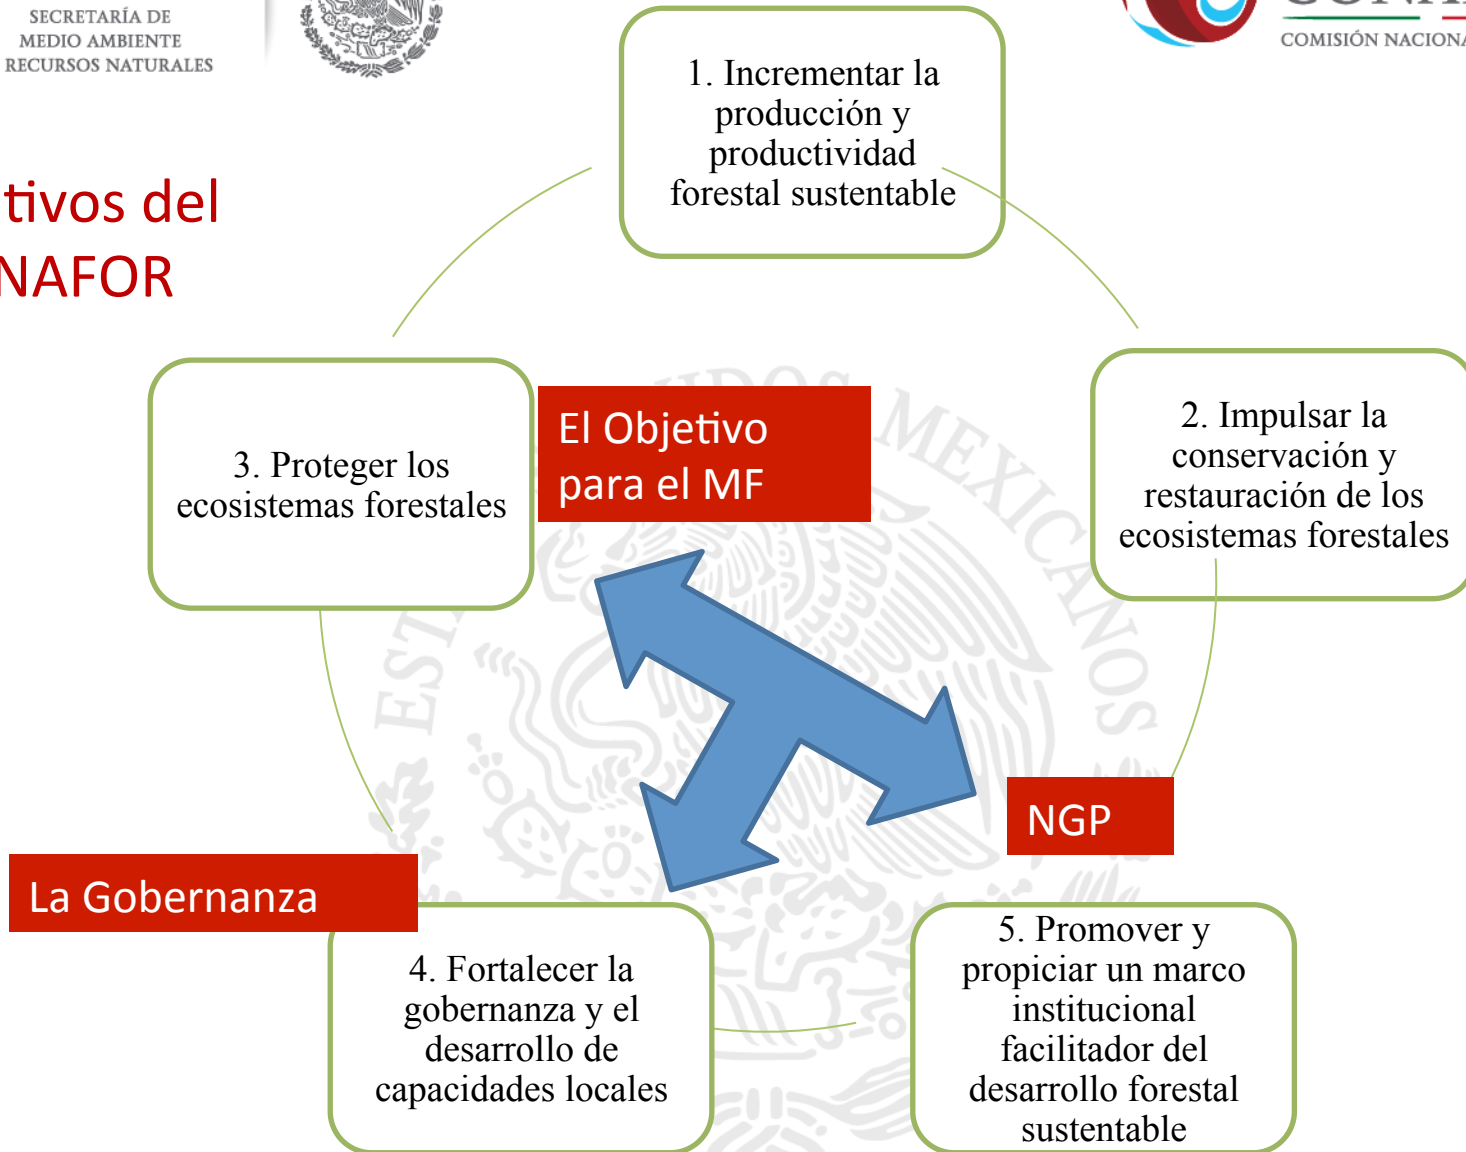 SECRETARÍA DE
MEDIO AMBIENTE
RECURSOS NATURALES
COMISIÓN NACIONA
tivos del
NAFOR
1. Incrementar la
producción y
productividad
forestal sustentable
2. Impulsar la
conservación y
restauración de los
ecosistemas forestales
3. Proteger los
ecosistemas forestales
El Objetivo
para el MF
NGP
La Gobernanza
4. Fortalecer la
gobernanza y el
desarrollo de
capacidades locales
5. Promover y
propiciar un marco
institucional
facilitador del
desarrollo forestal
sustentable
MEXICANOS